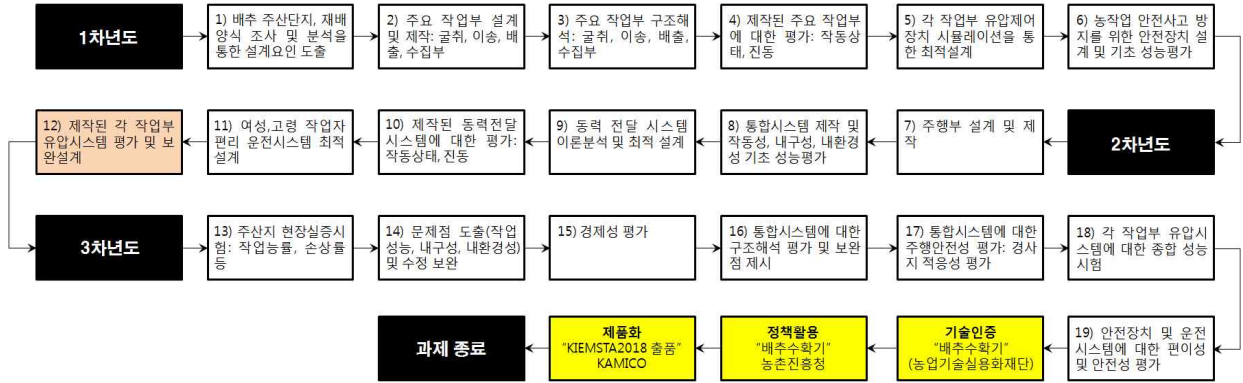 1차년도
1) 배추 주산단지, 재배
양식 조사 및 분석을
통한 설계요인 도출
2) 주요 작업부 설계
및 제작: 굴취, 이송, 배
출, 수집부
3) 주요 작업부 구조해
석: 굴취, 이송, 배출,
수집부
4) 제작된 주요 작업부
에 대한 평가: 작동상
태, 진동
5) 각 작업부 유압제어
장치 시뮬레이션을 통
한 최적설계
6) 농작업 안전사고 방
지를 위한 안전장치 설
계 및 기초 성능평가
2차년도
7) 주행부 설계 및 제
작
8) 통합시스템 제작 및
작동성, 내구성, 내환경
성 기초 성능평가
9) 동력 전달 시스템
이론분석 및 최적 설계
10) 제작된 동력전달
시스템에 대한 평가:
작동상태, 진동
11) 여성,고령 작업자
편리 운전시스템 최적
설계
12) 제작된 각 작업부
유압시스템 평가 및 보
완설계
3차년도
13) 주산지 현장실증시
험: 작업능률, 손상률
등
14) 문제점 도출(작업
성능, 내구성, 내환경성)
및 수정 보완
15) 경제성 평가
16) 통합시스템에 대한
구조해석 평가 및 보완
점 제시
17) 통합시스템에 대한
주행안전성 평가: 경사
지 적응성 평가
18) 각 작업부 유압시
스템에 대한 종합 성능
시험
19) 안전장치 및 운전
시스템에 대한 편이성
및 안전성 평가
기술인증
"배추수확기"
(농업기술실용화재단)
정책활용
"배추수확기"
농촌진흥청
제품화
"KIEMSTA2018 출품"
KAMICO
과제 종료